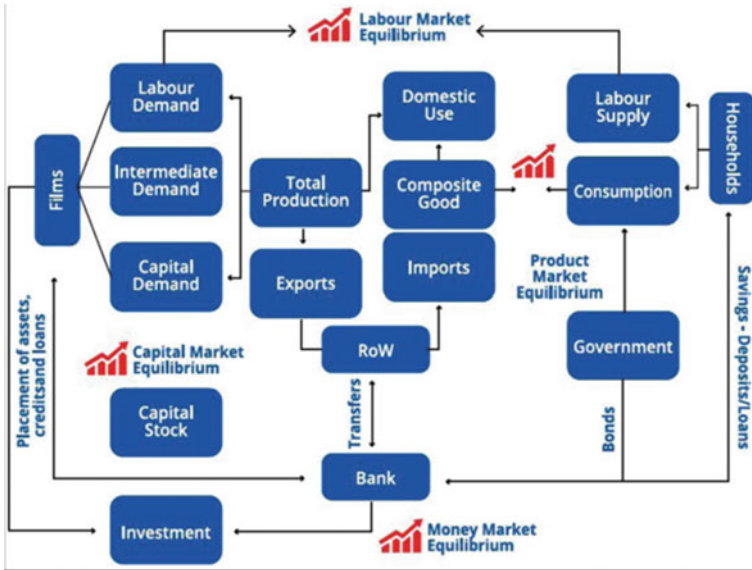 Labour Market
Equilibrium
Labour
Demand
Domestic
Use
Labour
Supply
Households
Films
Intermediate
Demand
Total
Production
Composite
Good
Consumption
Capital
Demand
Exports
Imports
Product
Market
Equilibrium
Placement of assets,
creditsand loans
Capital Market
Equilibrium
RoW
Government
Savings - Deposits/Loans
Capital
Stock
Transfers
Bonds
Bank
Investment
Money Market
Equilibrium